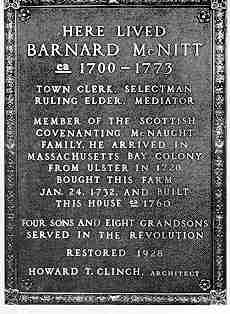 HERE LIVED
BARNARD McNITT
ca 1700-1773
TOWN CLERK, SELECTMAN
RULING ELDER, MEDIATOR
MEMBER OF THE SCOTTISH
COVENANTING McNAUGHT
FAMILY, HE ARRIVED IN
MASSACHUSETTS BAY COLONY
FROM ULSTER IN 1720
BOUGHT THIS FARM
JAN. 24, 1732, AND BUILT
THIS HOUSE ca 1760
FOUR SONS AND EIGHT GRANDSONS
SERVED IN THE REVOLUTION
RESTORED 1928
HOWARD T. CLINCH, ARCHITECT